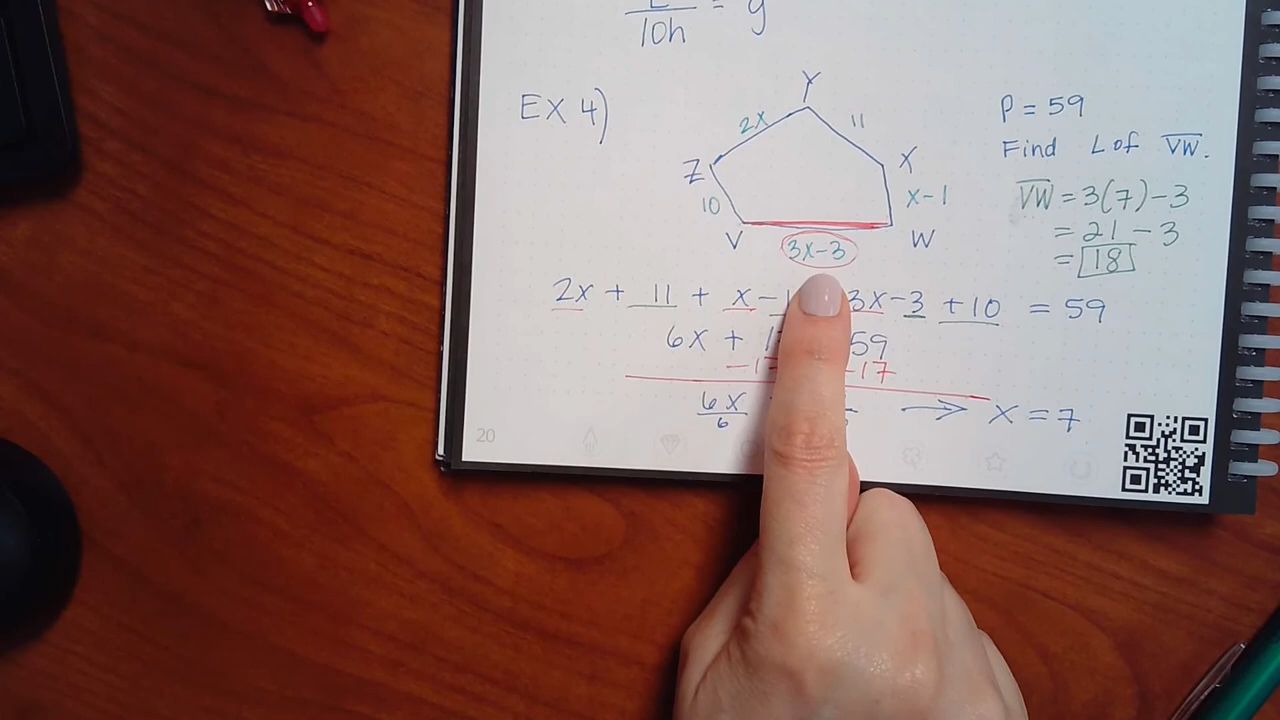 10h = g
EX 4)
Y
2x
11
P = 59
Find L of VW.
Z
X
10
x-1
VW = 3(7)-3
V
W
= 21 - 3
3x-3
= 18
2x + 11 + x - 1 3x - 3 + 10 = 59
6x + 59
-17
6x
6
→ x = 7
20